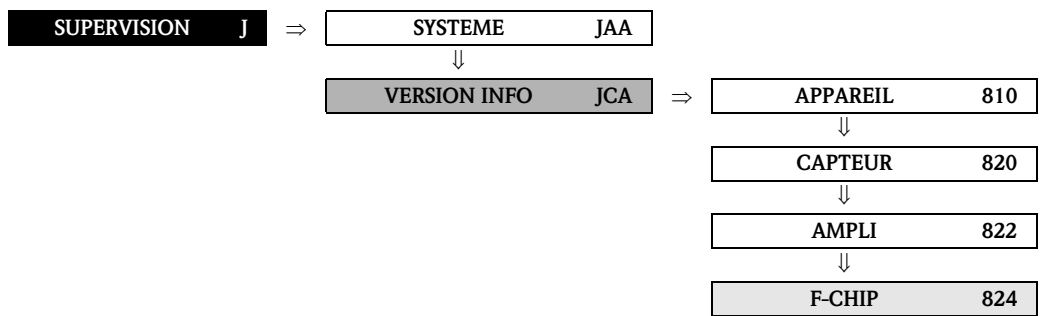 SUPERVISION J ⇒ SYSTEME JAA
⇓
VERSION INFO JCA ⇒ APPAREIL 810
⇓
CAPTEUR 820
⇓
AMPLI 822
⇓
F-CHIP 824